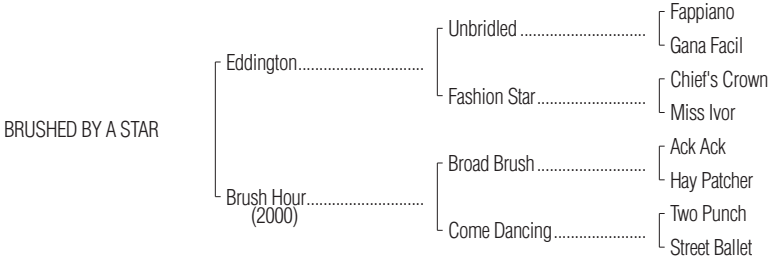 Fappiano
Unbridled ............................
Gana Facil
Eddington............................
Chief's Crown
Fashion Star........................
Miss Ivor
BRUSHED BY A STAR
Ack Ack
Broad Brush ........................
Hay Patcher
Brush Hour..........................
(2000)
Two Punch
Come Dancing....................
Street Ballet